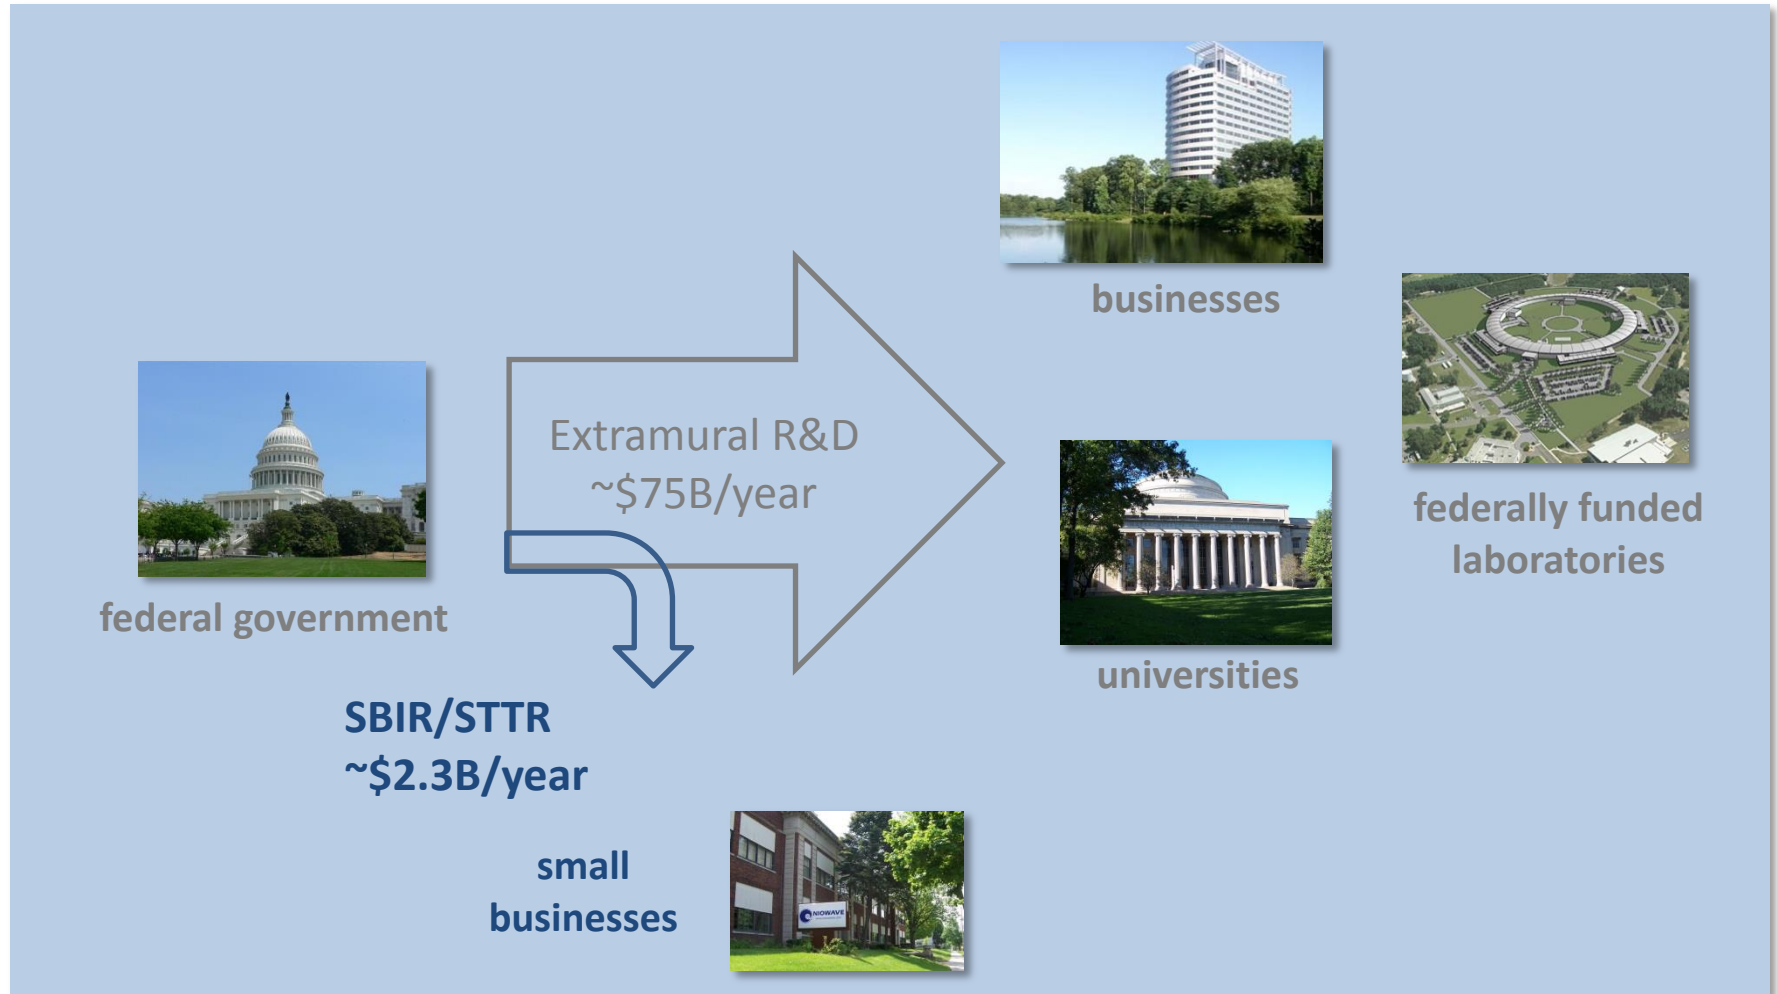 businesses
federally funded
laboratories
Extramural R&D
~$75B/year
federal government
universities
SBIR/STTR
~$2.3B/year
small
businesses
NIOWAVE